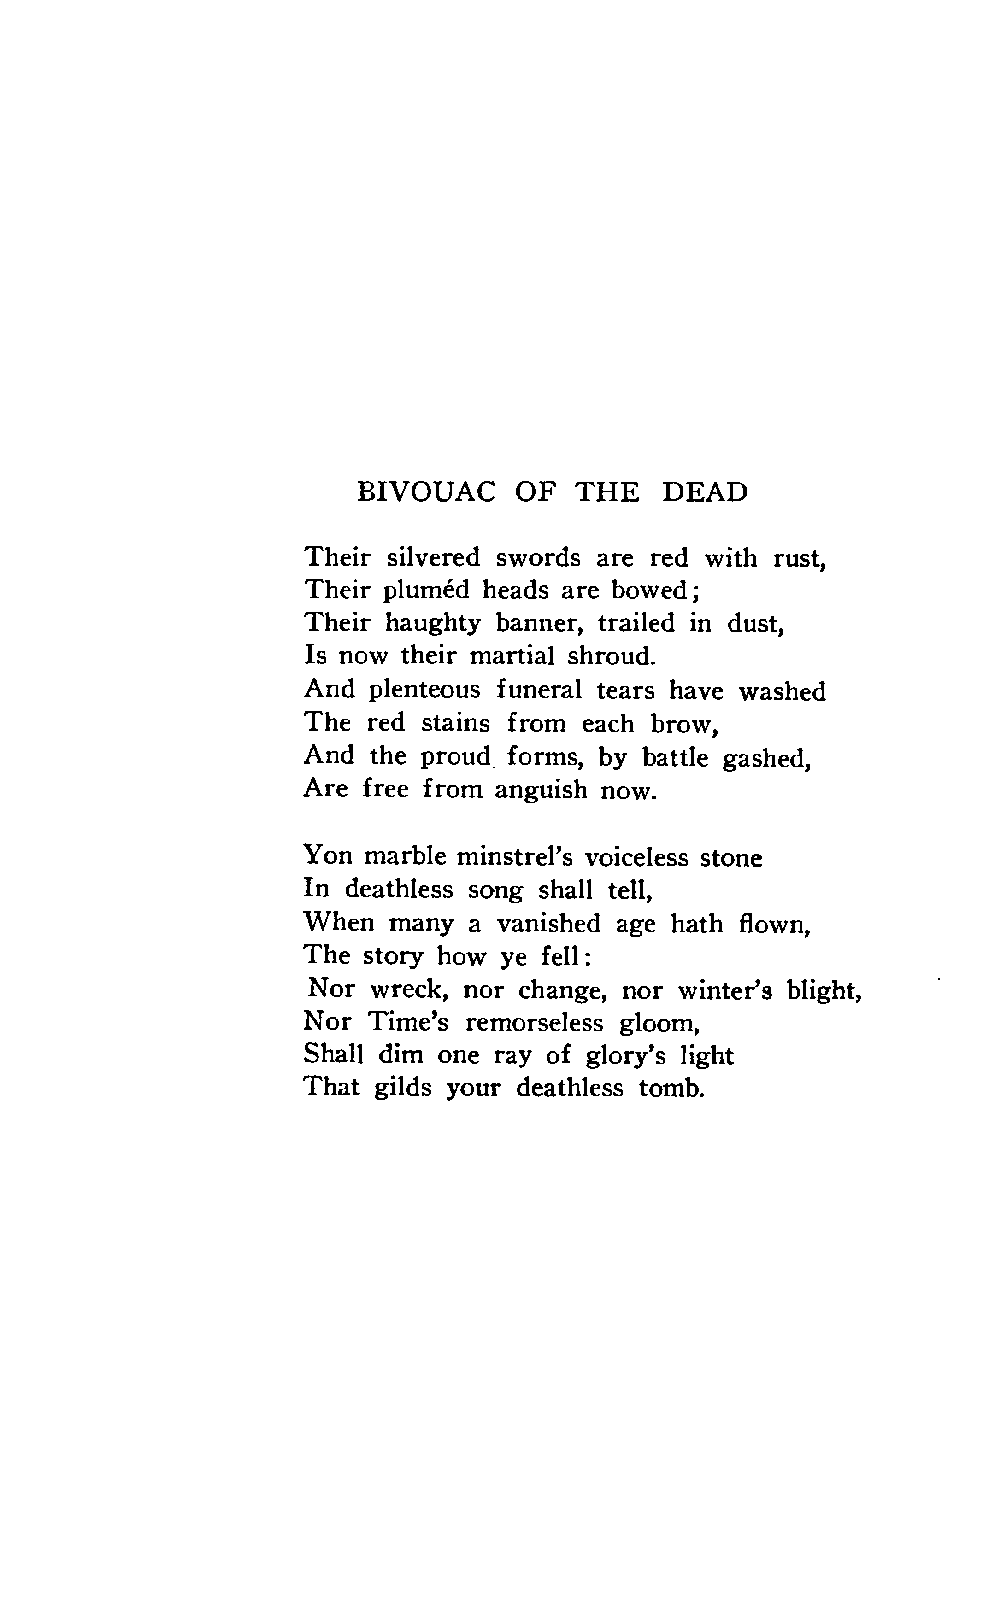 BIVOUAC OF THE DEAD
Their silvered swords are red with rust,
Their pluméd heads are bowed;
Their haughty banner, trailed in dust,
Is now their martial shroud.
And plenteous funeral tears have washed
The red stains from each brow,
And the proud forms, by battle gashed,
Are free from anguish now.
Yon marble minstrel's voiceless stone
In deathless song shall tell,
When many a vanished age hath flown,
The story how ye fell:
Nor wreck, nor change, nor winter's blight,
Nor Time's remorseless gloom,
Shall dim one ray of glory's light
That gilds your deathless tomb.